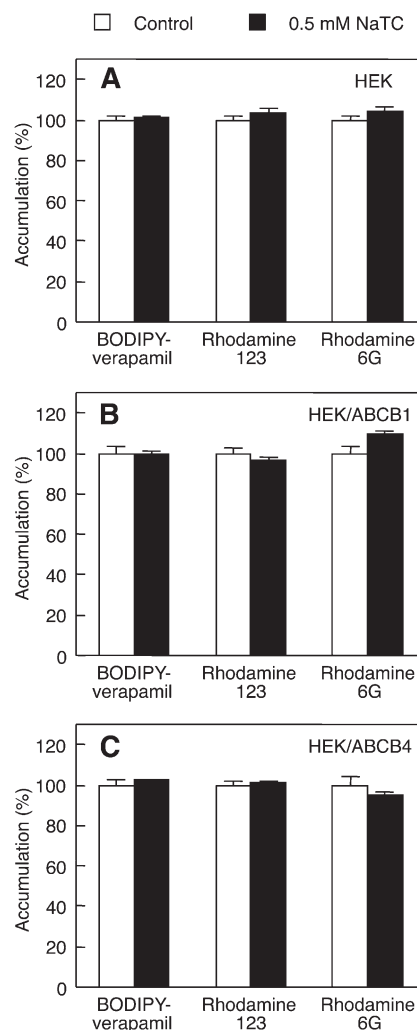 Control 0.5 mM NaTC
A HEK
Accumulation (%)
120
100
80
60
40
20
0
BODIPY- Rhodamine Rhodamine
verapamil 123 6G
B HEK/ABCB1
Accumulation (%)
120
100
80
60
40
20
0
BODIPY- Rhodamine Rhodamine
verapamil 123 6G
C HEK/ABCB4
Accumulation (%)
120
100
80
60
40
20
0
BODIPY- Rhodamine Rhodamine
verapamil 123 6G